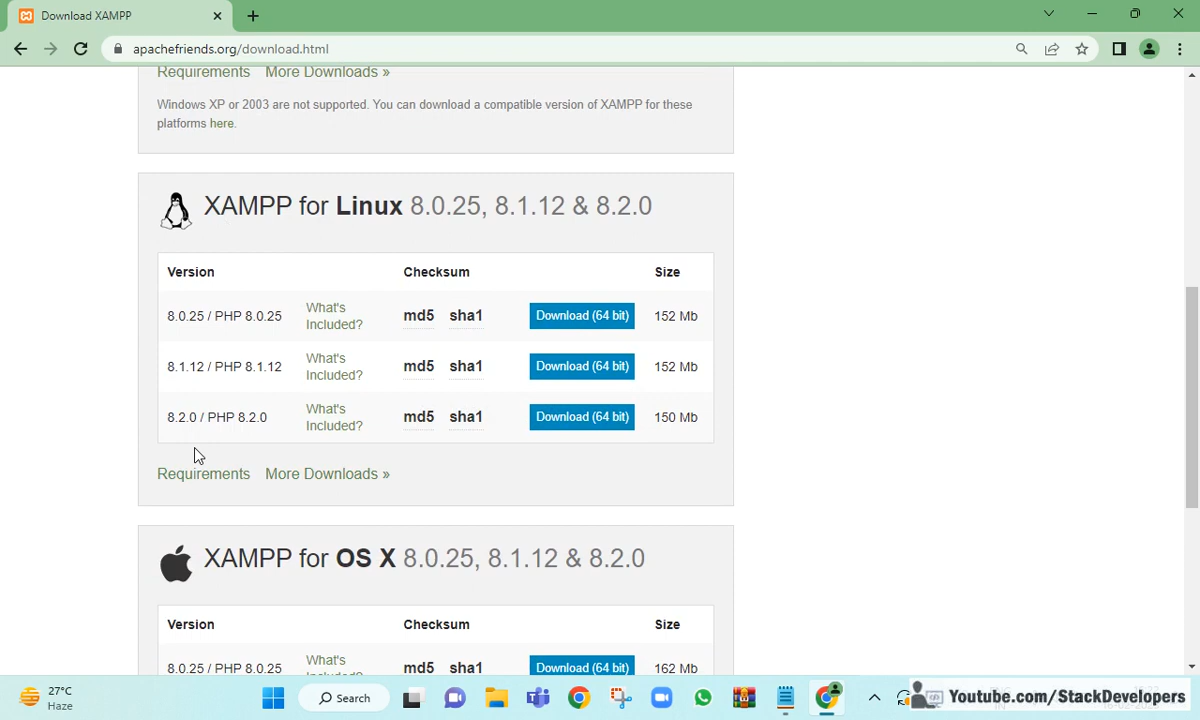 Download XAMPP
apachefriends.org/download.html
Requirements More Downloads »
Windows XP or 2003 are not supported. You can download a compatible version of XAMPP for these
platforms here.
XAMPP for Linux 8.0.25, 8.1.12 & 8.2.0
Version Checksum Size
8.0.25 / PHP 8.0.25 What's Included? md5 sha1 Download (64 bit) 152 Mb
8.1.12 / PHP 8.1.12 What's Included? md5 sha1 Download (64 bit) 152 Mb
8.2.0 / PHP 8.2.0 What's Included? md5 sha1 Download (64 bit) 150 Mb
Requirements More Downloads »
XAMPP for OS X 8.0.25, 8.1.12 & 8.2.0
Version Checksum Size
8.0.25 / PHP 8.0.25 What's md5 sha1 Download (64 bit) 162 Mb
27°C
Haze
Search
Youtube.com/StackDevelopers